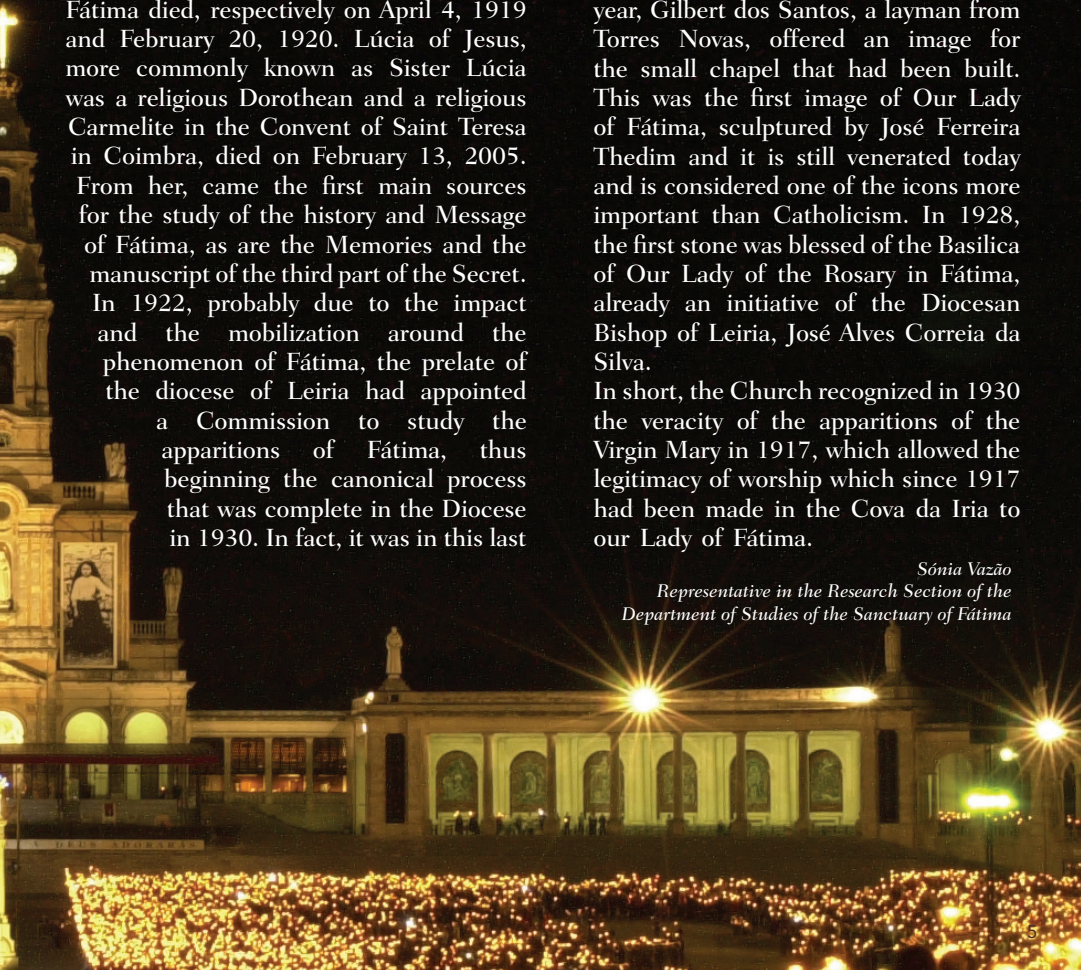 Fátima died, respectively on April 4, 1919
and February 20, 1920. Lúcia of Jesus,
more commonly known as Sister Lúcia
was a religious Dorothean and a religious
Carmelite in the Convent of Saint Teresa
in Coimbra, died on February 13, 2005.
From her, came the first main sources
for the study of the history and Message
of Fátima, as are the Memories and the
manuscript of the third part of the Secret.
In 1922, probably due to the impact
and the mobilization around the
phenomenon of Fátima, the prelate of
the diocese of Leiria had appointed
a Commission to study the
apparitions of Fátima, thus
beginning the canonical process
that was complete in the Diocese
in 1930. In fact, it was in this last
year, Gilbert dos Santos, a layman from
Torres Novas, offered an image for
the small chapel that had been built.
This was the first image of Our Lady
of Fátima, sculptured by José Ferreira
Thedim and it is still venerated today
and is considered one of the icons more
important than Catholicism. In 1928,
the first stone was blessed of the Basilica
of Our Lady of the Rosary in Fátima,
already an initiative of the Diocesan
Bishop of Leiria, José Alves Correia da
Silva.
In short, the Church recognized in 1930
the veracity of the apparitions of the
Virgin Mary in 1917, which allowed the
legitimacy of worship which since 1917
had been made in the Cova da Iria to
our Lady of Fátima.
Sónia Vazão
Representative in the Research Section of the
Department of Studies of the Sanctuary of Fátima
A DEUS ADORARÁS
5